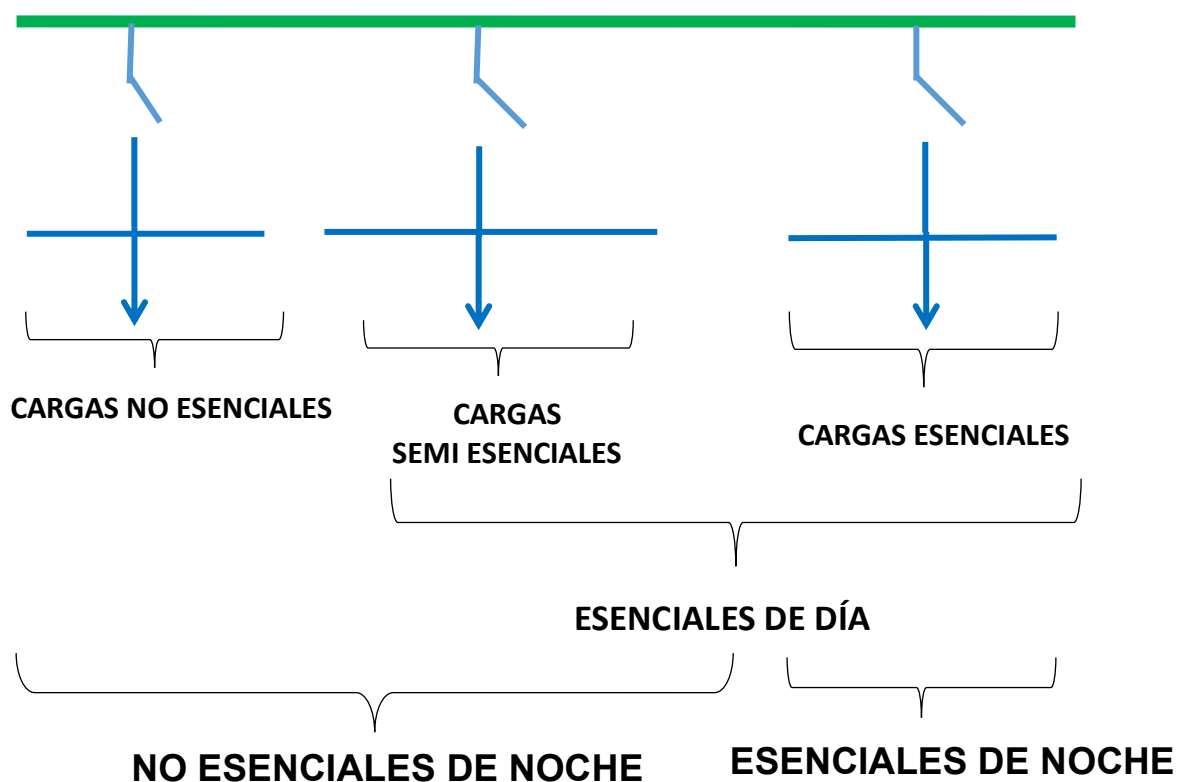 CARGAS NO ESENCIALES
CARGAS
SEMI ESENCIALES
CARGAS ESENCIALES
ESENCIALES DE DÍA
NO ESENCIALES DE NOCHE
ESENCIALES DE NOCHE